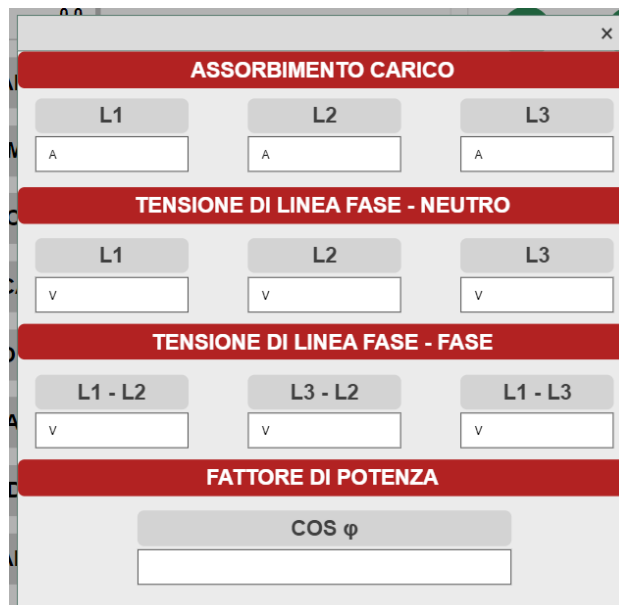 ×
ASSORBIMENTO CARICO
L1 L2 L3
A A A
TENSIONE DI LINEA FASE - NEUTRO
L1 L2 L3
V V V
TENSIONE DI LINEA FASE - FASE
L1 - L2 L3 - L2 L1 - L3
V V V
FATTORE DI POTENZA
COS φ